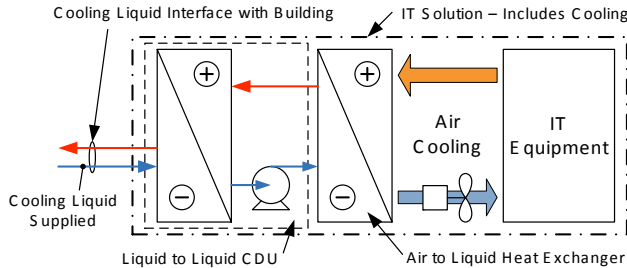 Cooling Liquid Interface with Building
IT Solution – Includes Cooling
+
+
Air
Cooling
IT
Equipment
Cooling Liquid
Supplied
−
−
Liquid to Liquid CDU
Air to Liquid Heat Exchanger